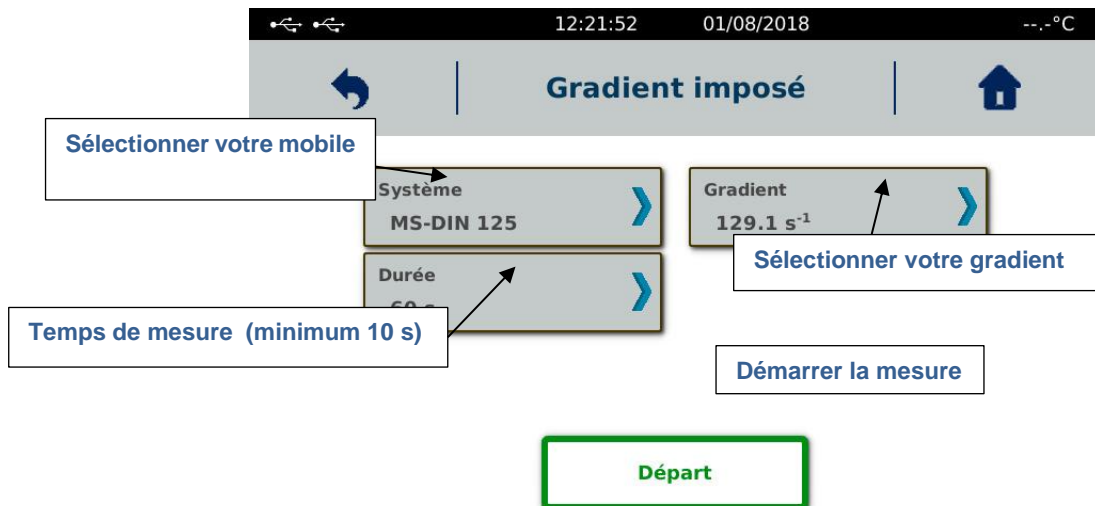 12:21:52 01/08/2018 --.-°C
Gradient imposé
Sélectionner votre mobile
Système
MS-DIN 125
Gradient
129.1 s⁻¹
Sélectionner votre gradient
Durée
60 s
Temps de mesure (minimum 10 s)
Démarrer la mesure
Départ